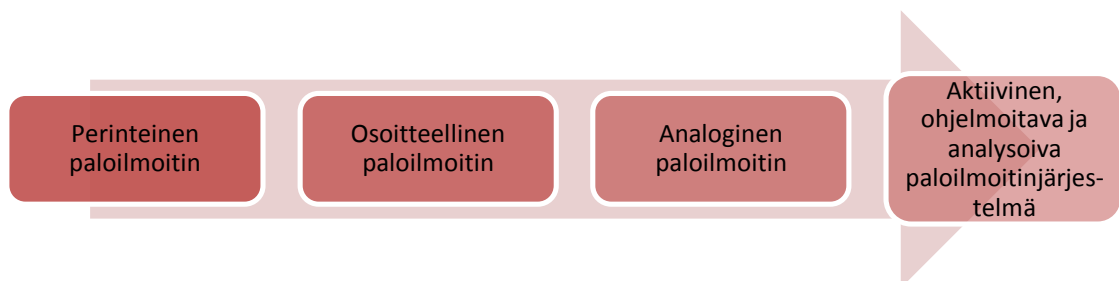 Perinteinen
paloilmoitin
Osoitteellinen
paloilmoitin
Analoginen
paloilmoitin
Aktiivinen,
ohjelmoitava ja
analysoiva
paloilmoitinjärjes-
telmä